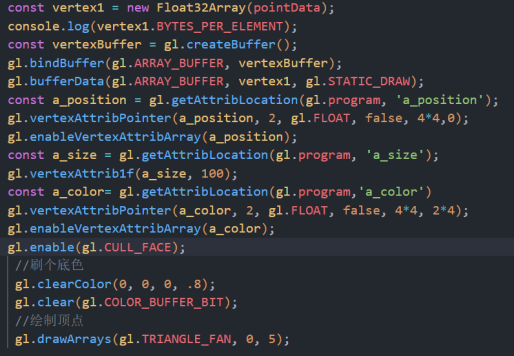 const vertex1 = new Float32Array(pointData);
console.log(vertex1.BYTES_PER_ELEMENT);
const vertexBuffer = gl.createBuffer();
gl.bindBuffer(gl.ARRAY_BUFFER, vertexBuffer);
gl.bufferData(gl.ARRAY_BUFFER, vertex1, gl.STATIC_DRAW);
const a_position = gl.getAttribLocation(gl.program, 'a_position');
gl.vertexAttribPointer(a_position, 2, gl.FLOAT, false, 4*4,0);
gl.enableVertexAttribArray(a_position);
const a_size = gl.getAttribLocation(gl.program, 'a_size');
gl.vertexAttrib1f(a_size, 100);
const a_color= gl.getAttribLocation(gl.program,'a_color')
gl.vertexAttribPointer(a_color, 2, gl.FLOAT, false, 4*4, 2*4);
gl.enableVertexAttribArray(a_color);
gl.enable(gl.CULL_FACE);
//刷个底色
gl.clearColor(0, 0, 0, .8);
gl.clear(gl.COLOR_BUFFER_BIT);
//绘制顶点
gl.drawArrays(gl.TRIANGLE_FAN, 0, 5);